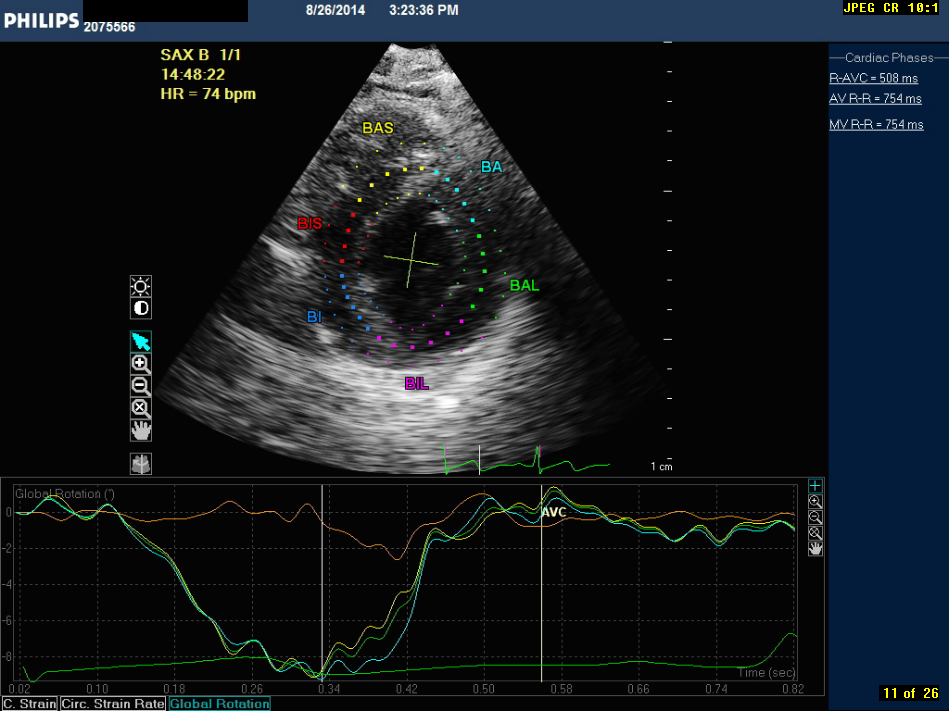 PHILIPS
2075566
8/26/2014 3:23:36 PM
JPEG CR 10:1
SAX B 1/1
14:48:22
HR = 74 bpm
Cardiac Phases
R-AVC = 508 ms
AV R-R = 754 ms
MV R-R = 754 ms
BAS
BA
BIS
BAL
BI
BIL
1 cm
Global Rotation (°)
0
-2
-4
-6
-8
AVC
Time (sec)
0.02 0.10 0.18 0.26 0.34 0.42 0.50 0.58 0.66 0.74 0.82
C. Strain Circ. Strain Rate Global Rotation
11 of 26